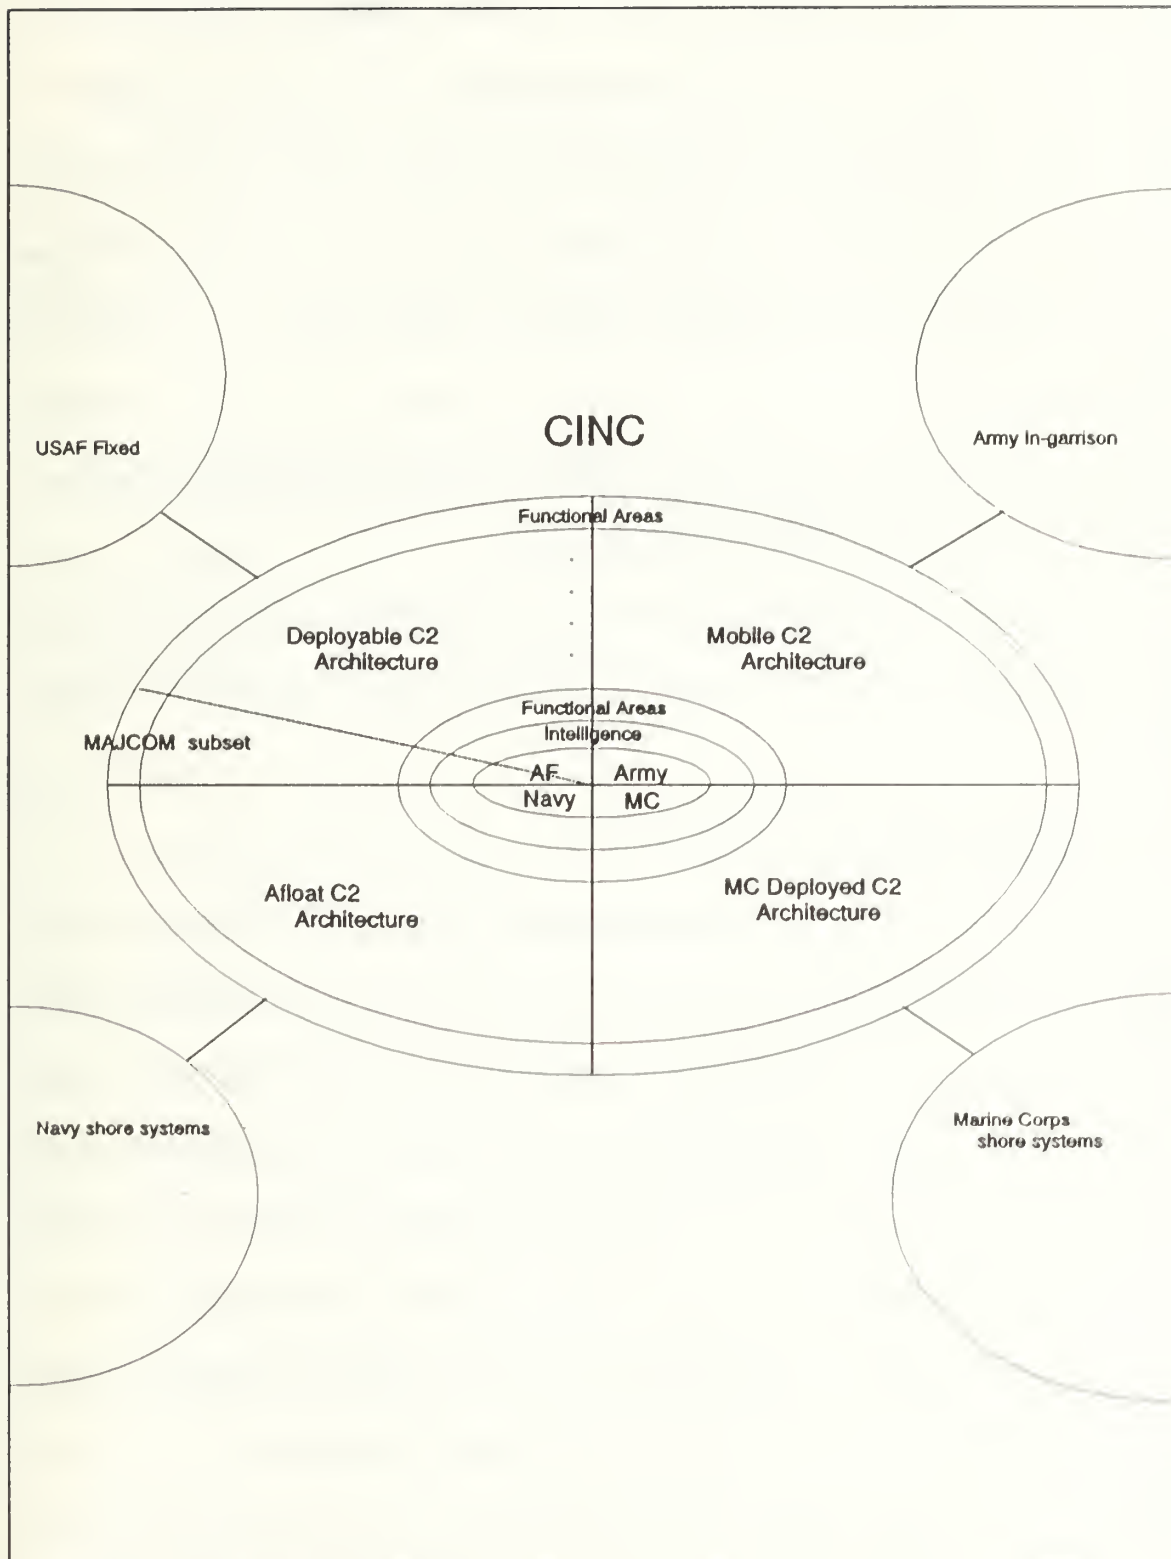 CINC
USAF Fixed
Army In-garrison
Functional Areas
Deployable C2
Architecture
Mobile C2
Architecture
Functional Areas
Intelligence
MAJCOM subset
AF
Army
Navy
MC
Afloat C2
Architecture
MC Deployed C2
Architecture
Navy shore systems
Marine Corps
shore systems